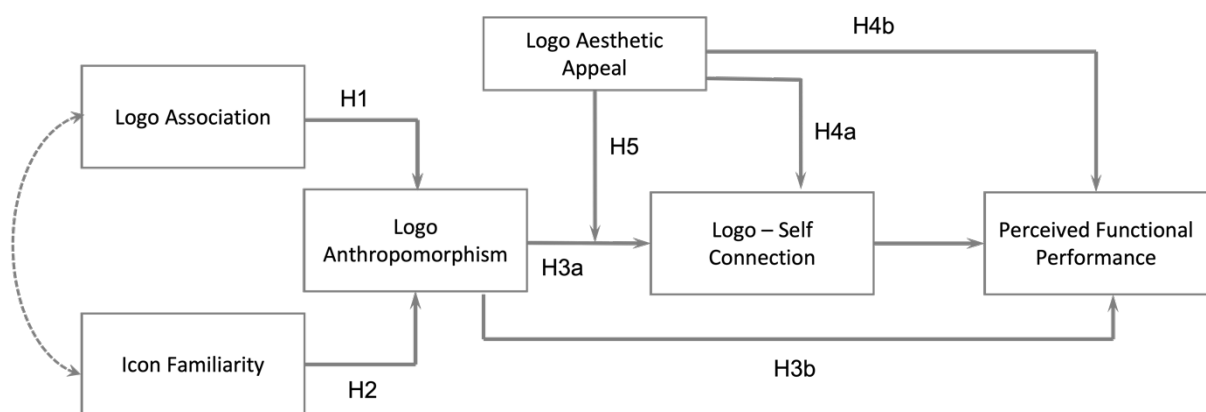 Logo Aesthetic
Appeal
H4b
Logo Association
H1
H5
H4a
Logo
Anthropomorphism
H3a
Logo – Self
Connection
Perceived Functional
Performance
Icon Familiarity
H2
H3b